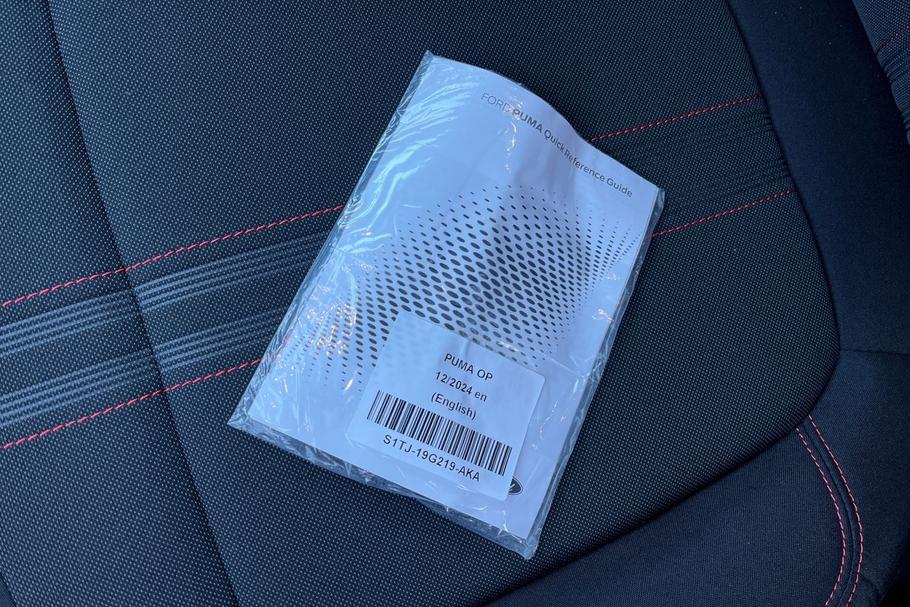 FORD PUMA Quick Reference Guide
PUMA OP
12/2024 en
(English)
S1TJ-19G219-AKA